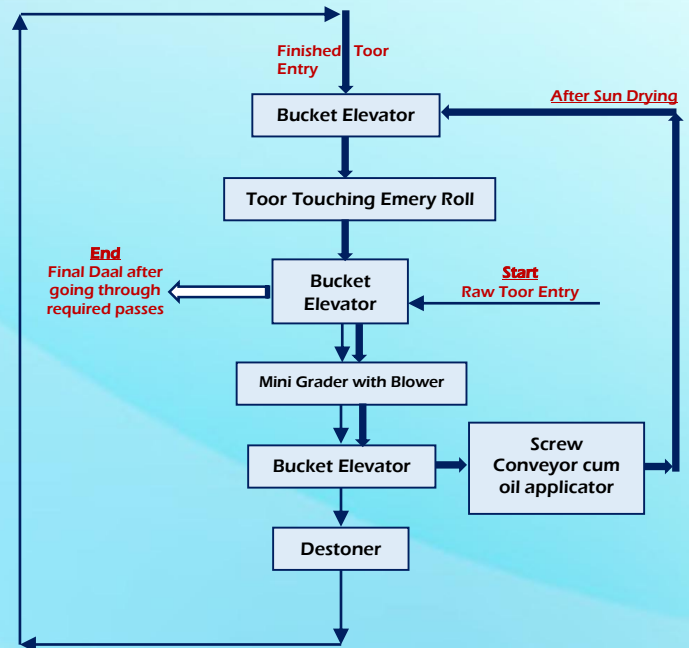 Finished Toor
Entry
After Sun Drying
Bucket Elevator
Toor Touching Emery Roll
End
Final Daal after
going through
required passes
Bucket
Elevator
Start
Raw Toor Entry
Mini Grader with Blower
Bucket Elevator
Screw
Conveyor cum
oil applicator
Destoner